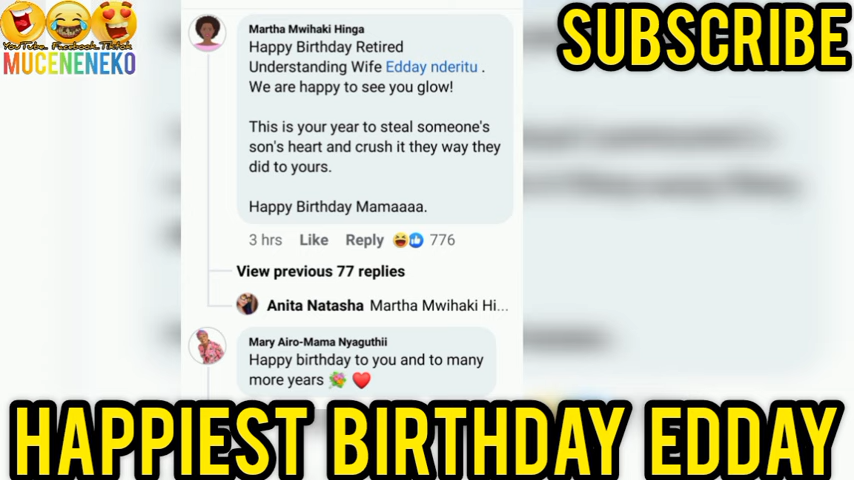 YouTube. Facebook. Tiktok
MUCENENEKO
SUBSCRIBE
Martha Mwihaki Hinga
Happy Birthday Retired
Understanding Wife Edday nderitu .
We are happy to see you glow!
This is your year to steal someone's
son's heart and crush it they way they
did to yours.
Happy Birthday Mamaaaa.
3 hrs Like Reply 776
View previous 77 replies
Anita Natasha Martha Mwihaki Hi...
Mary Airo-Mama Nyaguthii
Happy birthday to you and to many
more years 💐 ❤️
HAPPIEST BIRTHDAY EDDAY